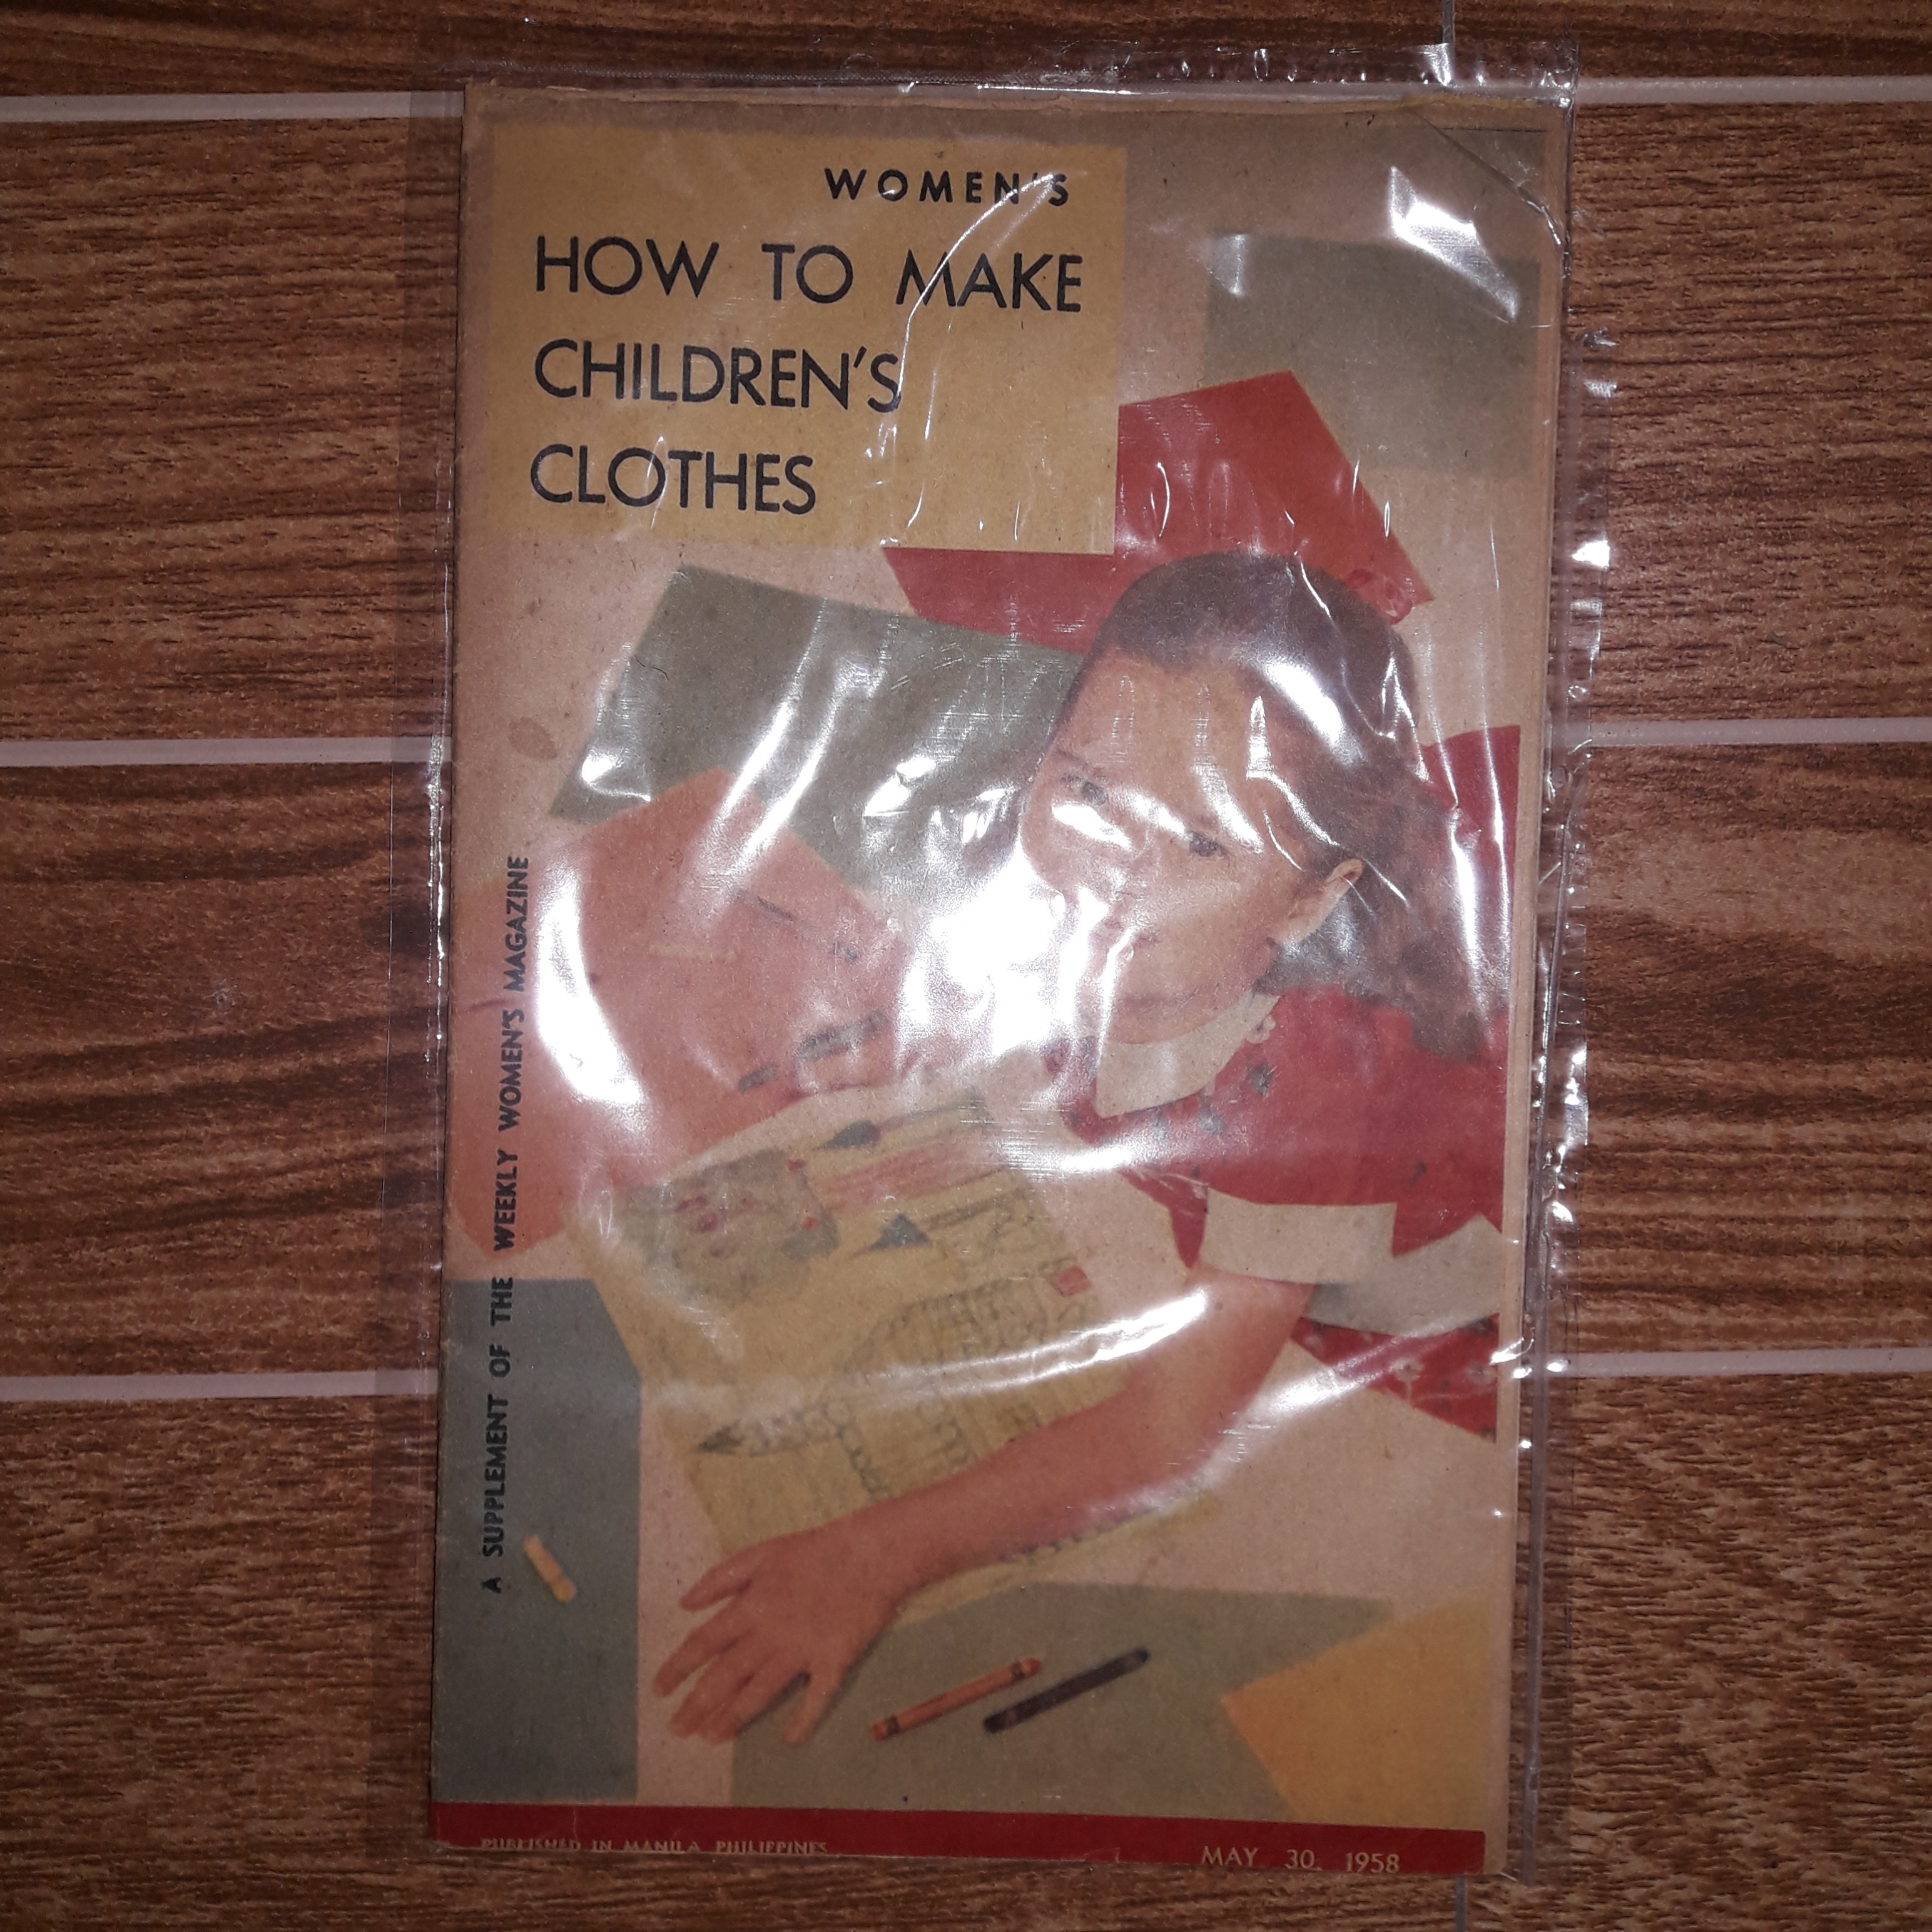 WOMEN'S
HOW TO MAKE
CHILDREN'S
CLOTHES
A SUPPLEMENT OF THE WEEKLY WOMEN'S MAGAZINE
PUBLISHED IN MANILA PHILIPPINES
MAY 30, 1958